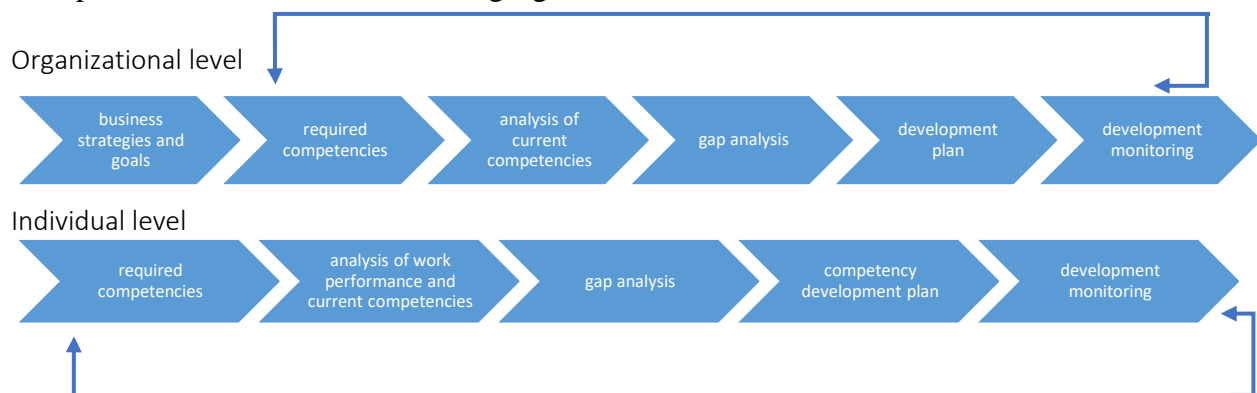 Organizational level
business
strategies and
goals
required
competencies
analysis of
current
competencies
gap analysis
development
plan
development
monitoring
Individual level
required
competencies
analysis of work
performance and
current competencies
gap analysis
competency
development plan
development
monitoring